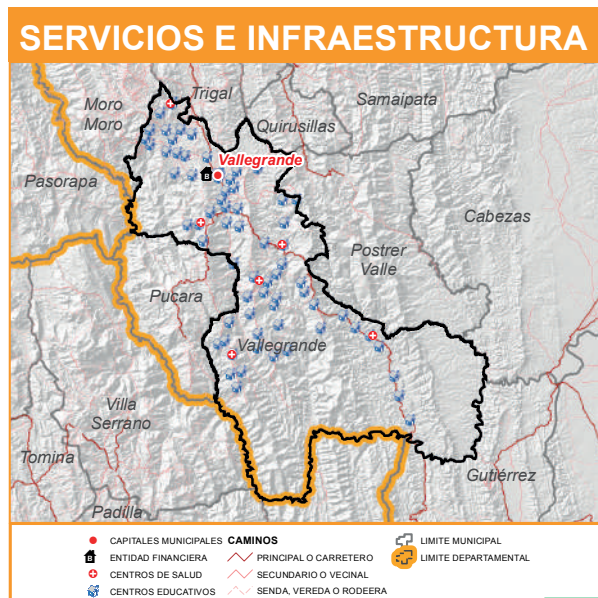 SERVICIOS E INFRAESTRUCTURA
Moro
Moro
Trigal
Samaipata
Quirusillas
Vallegrande
B
Pasorapa
Cabezas
Postrer
Valle
Pucara
Vallegrande
Villa
Serrano
Tomina
Gutiérrez
Padilla
CAPITALES MUNICIPALES
ENTIDAD FINANCIERA
CENTROS DE SALUD
CENTROS EDUCATIVOS
CAMINOS
PRINCIPAL O CARRETERO
SECUNDARIO O VECINAL
SENDA, VEREDA O RODEERA
LIMITE MUNICIPAL
LIMITE DEPARTAMENTAL